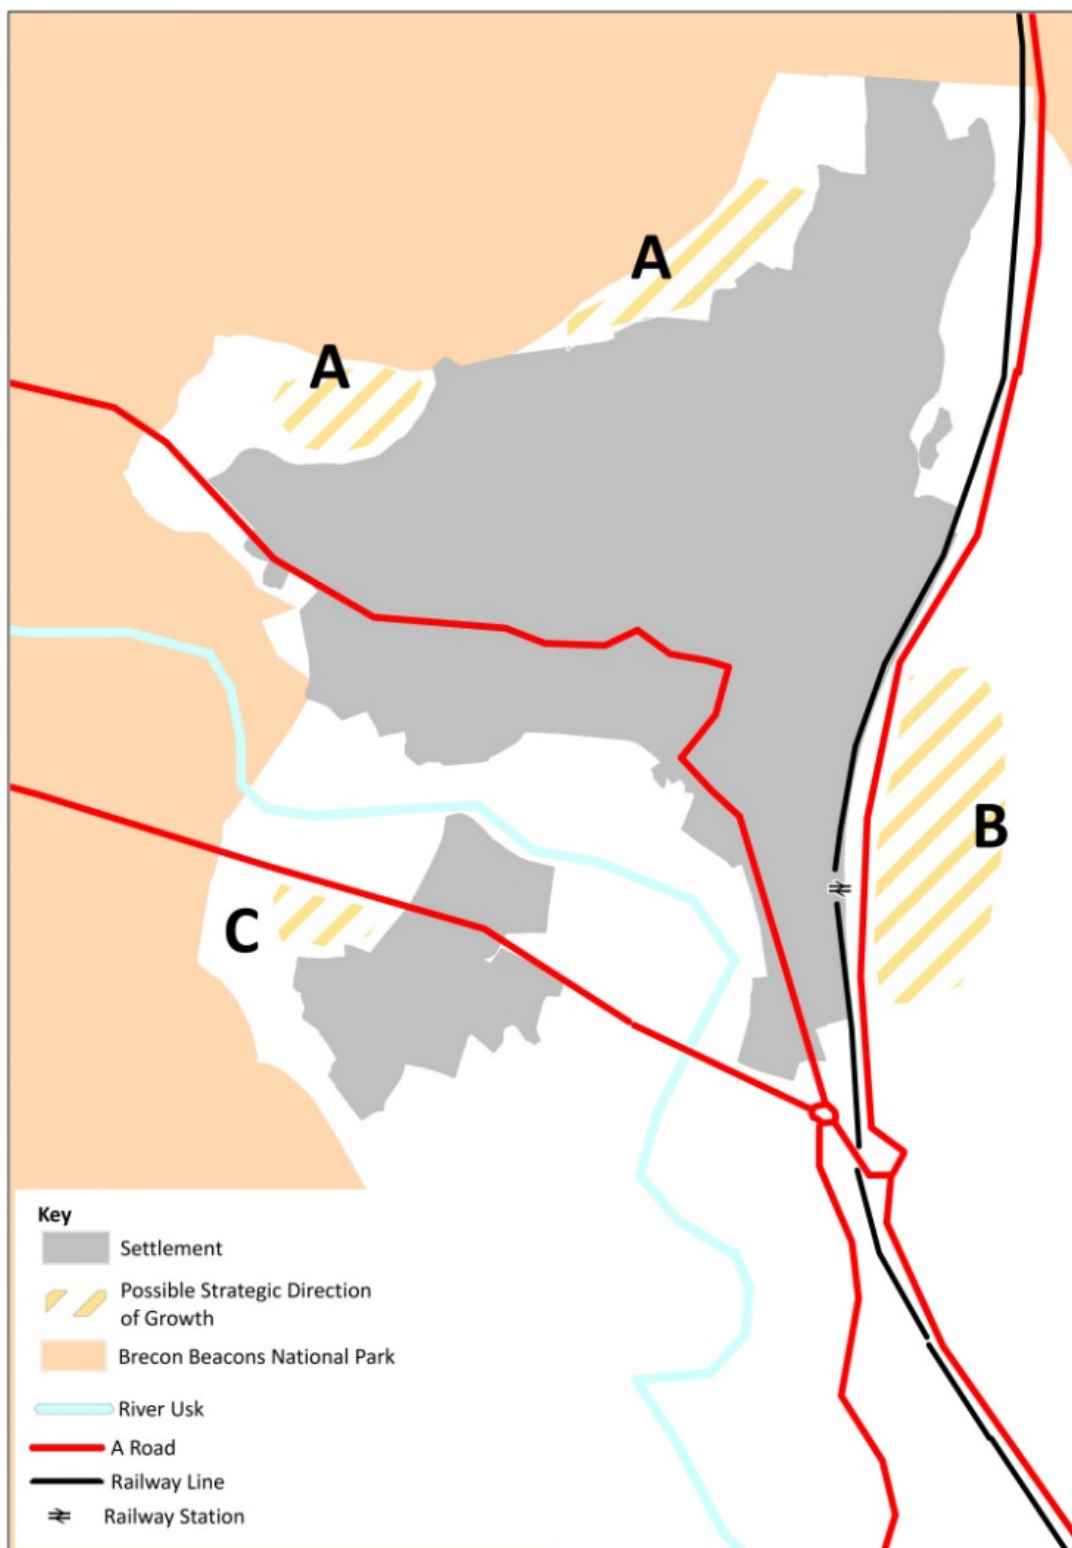 A
A
B
C
Key
Settlement
Possible Strategic Direction
of Growth
Brecon Beacons National Park
River Usk
A Road
Railway Line
Railway Station